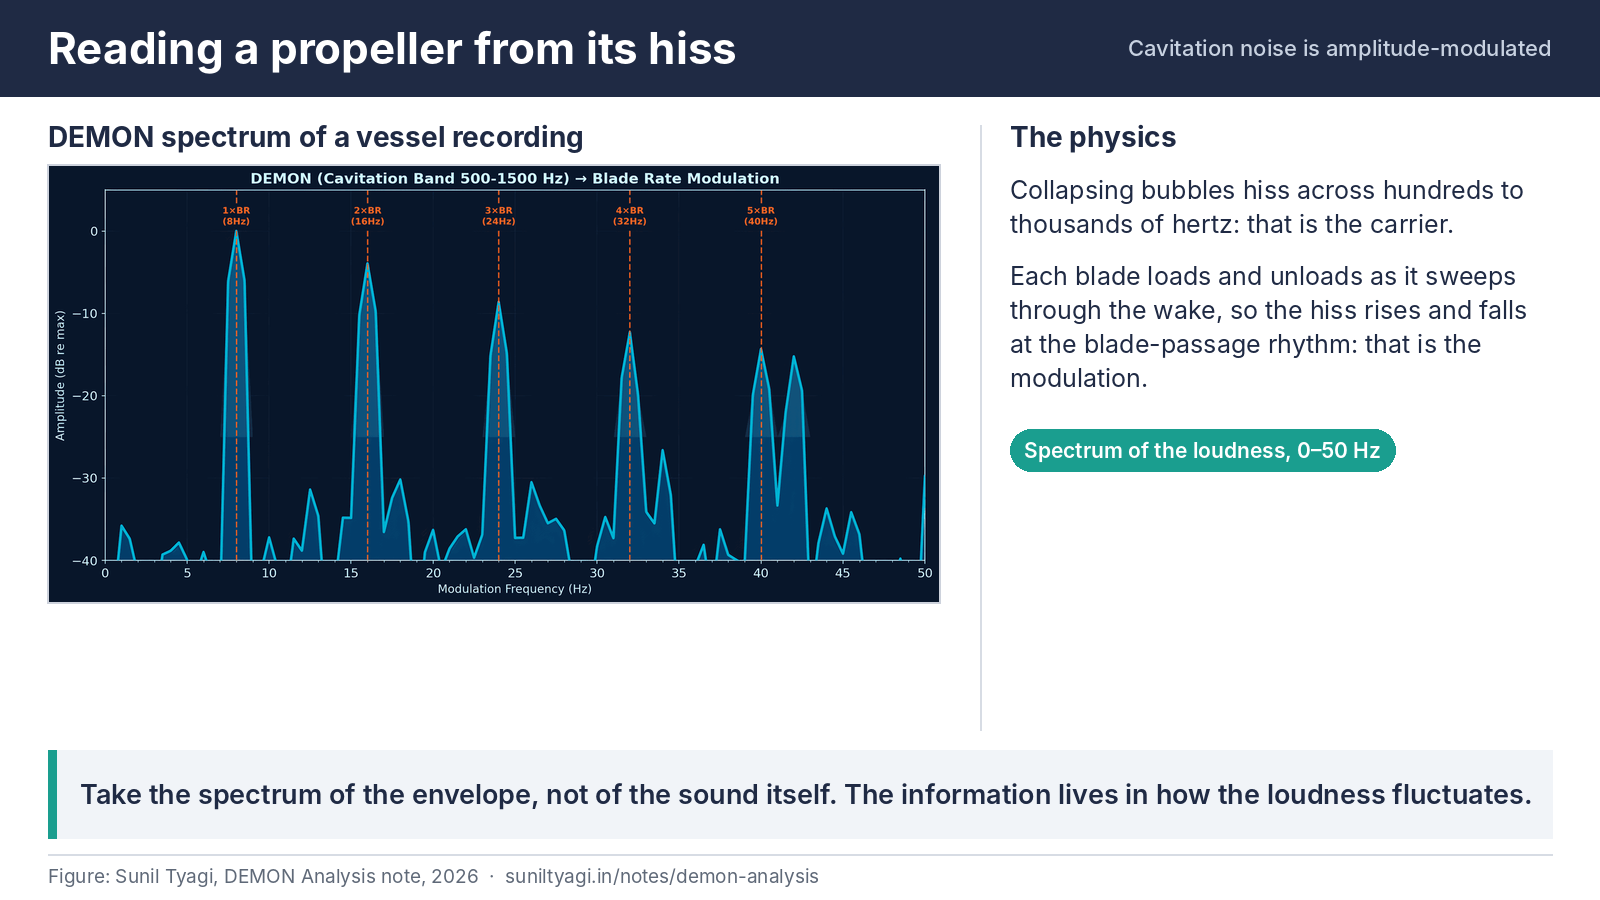 Reading a propeller from its hiss
Cavitation noise is amplitude-modulated
DEMON spectrum of a vessel recording
DEMON (Cavitation Band 500-1500 Hz) → Blade Rate Modulation
1×BR
(8Hz)
2×BR
(16Hz)
3×BR
(24Hz)
4×BR
(32Hz)
5×BR
(40Hz)
Amplitude (dB re max)
0
−10
−20
−30
−40
0
5
10
15
20
25
30
35
40
45
50
Modulation Frequency (Hz)
The physics
Collapsing bubbles hiss across hundreds to
thousands of hertz: that is the carrier.
Each blade loads and unloads as it sweeps
through the wake, so the hiss rises and falls
at the blade-passage rhythm: that is the
modulation.
Spectrum of the loudness, 0–50 Hz
Take the spectrum of the envelope, not of the sound itself. The information lives in how the loudness fluctuates.
Figure: Sunil Tyagi, DEMON Analysis note, 2026 · suniltyagi.in/notes/demon-analysis